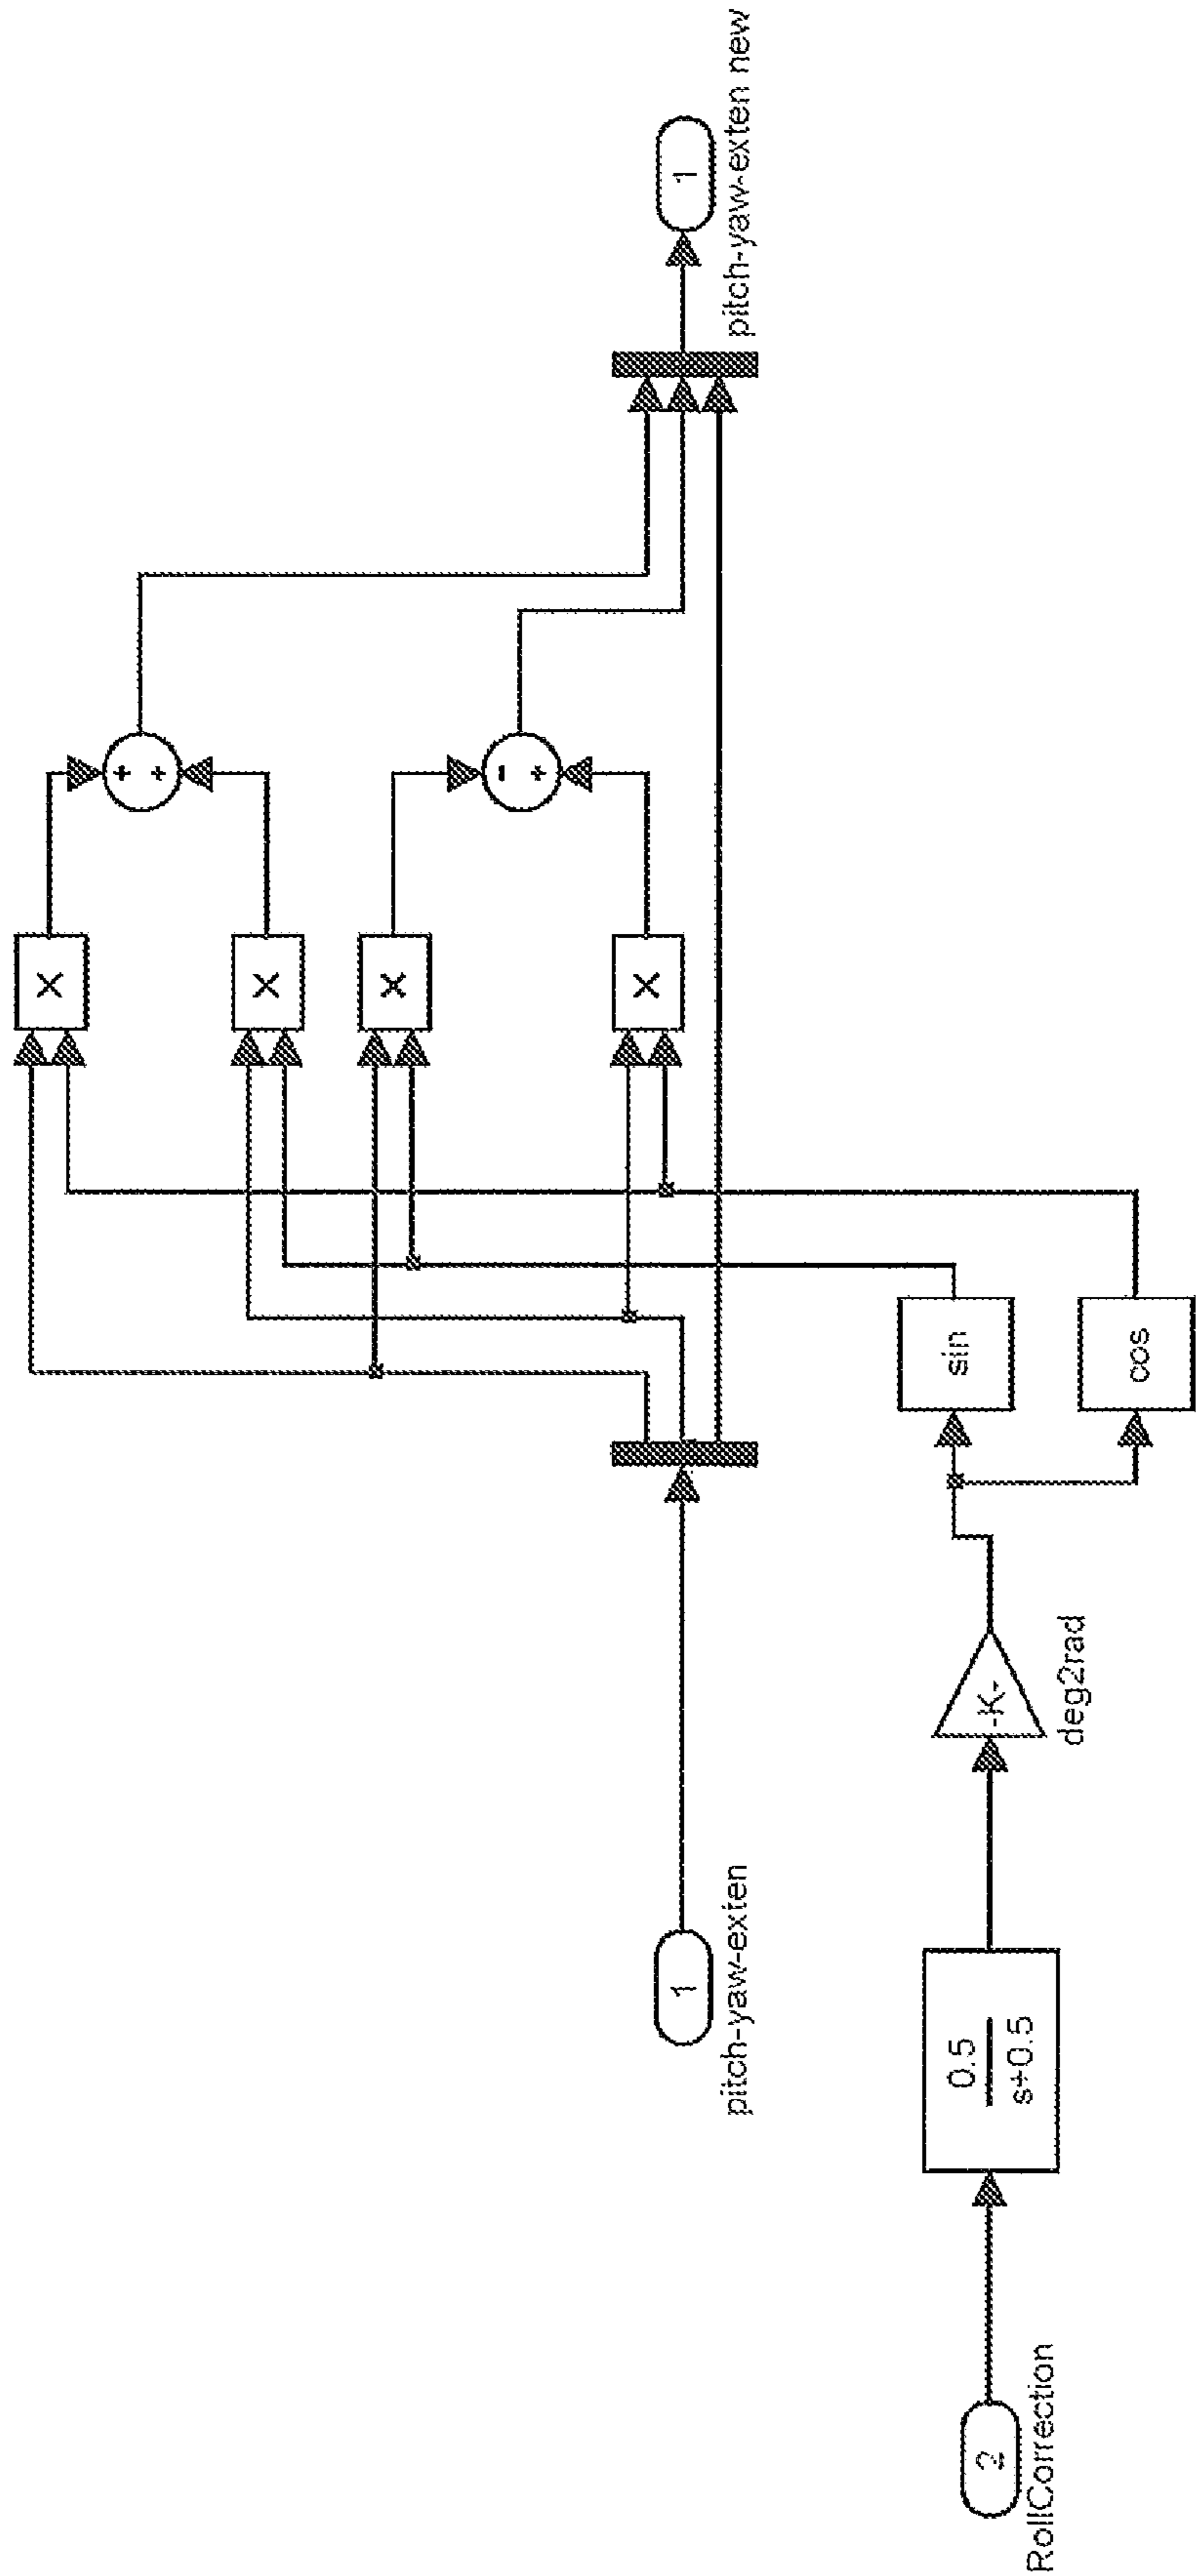 X
+
+
X
X
-
+
X
1
pitch-yaw-exten new
1
pitch-yaw-exten
sin
cos
-K-
deg2rad
0.5
s+0.5
2
RollCorrection